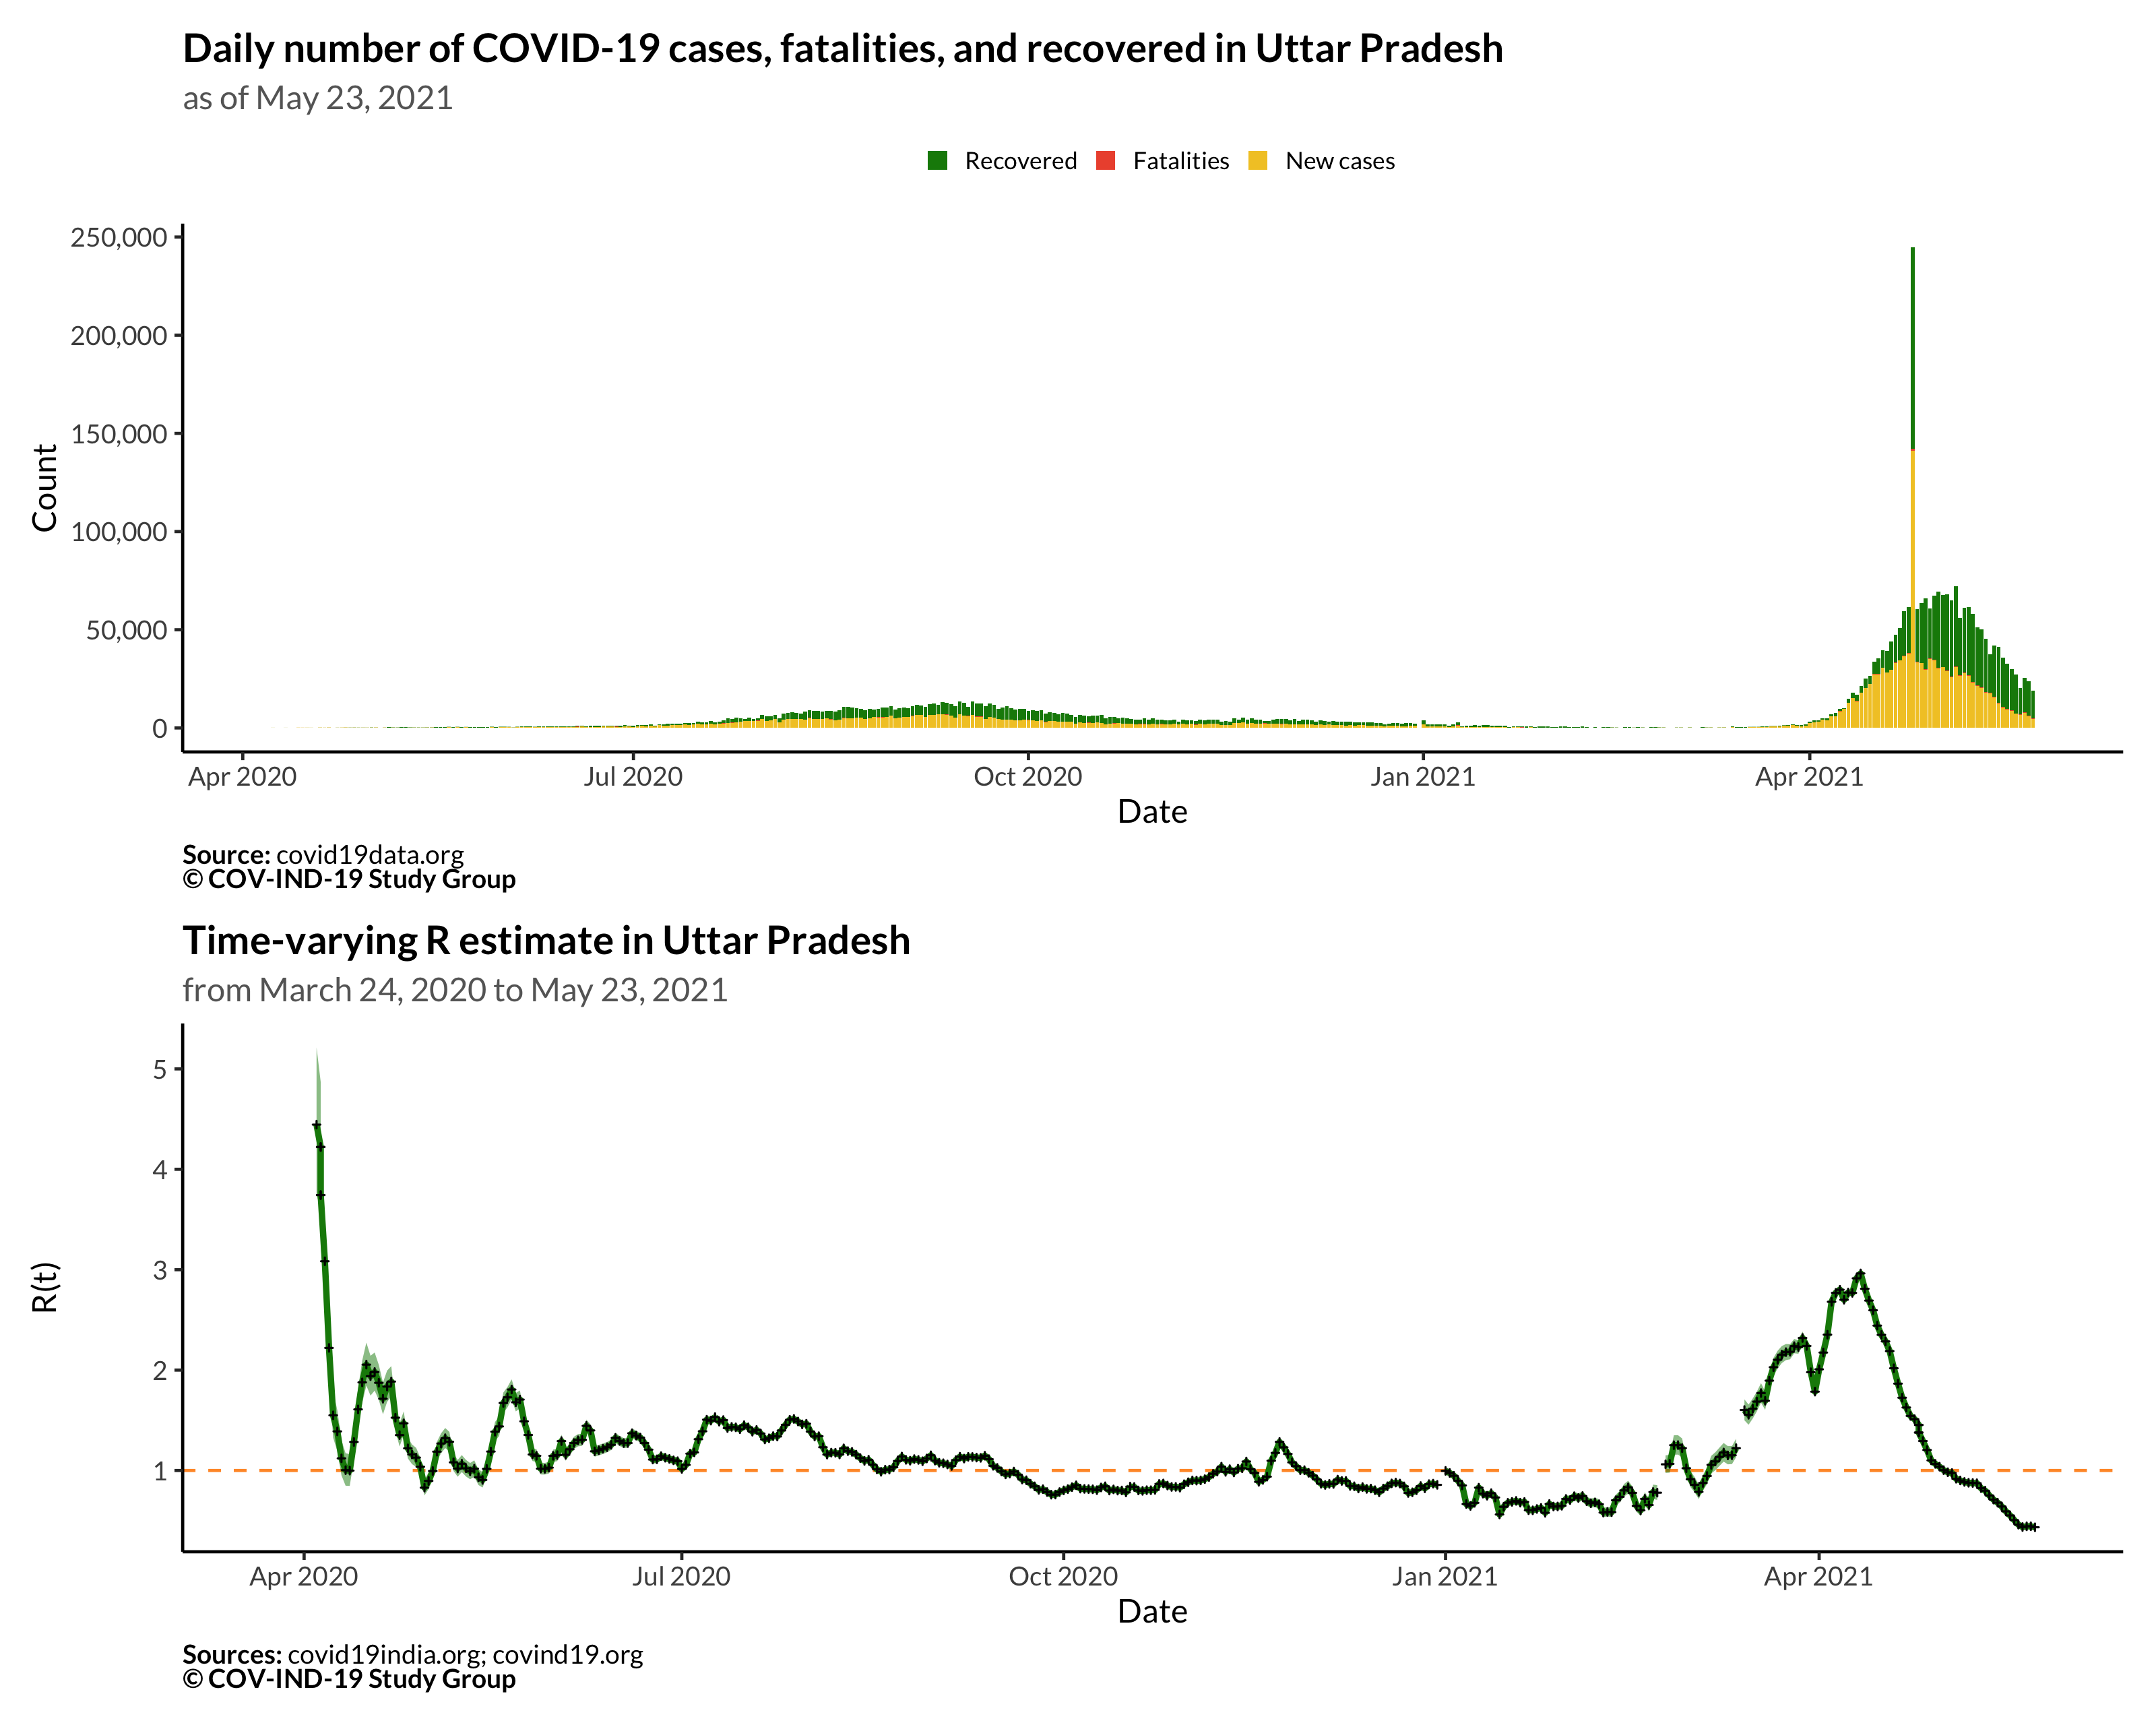 Daily number of COVID-19 cases, fatalities, and recovered in Uttar Pradesh
as of May 23, 2021
Recovered Fatalities New cases
250,000
200,000
150,000
100,000
50,000
0
Count
Apr 2020 Jul 2020 Oct 2020 Jan 2021 Apr 2021
Date
Source: covid19data.org
© COV-IND-19 Study Group
Time-varying R estimate in Uttar Pradesh
from March 24, 2020 to May 23, 2021
5
4
3
2
1
R(t)
Apr 2020 Jul 2020 Oct 2020 Jan 2021 Apr 2021
Date
Sources: covid19india.org; covind19.org
© COV-IND-19 Study Group